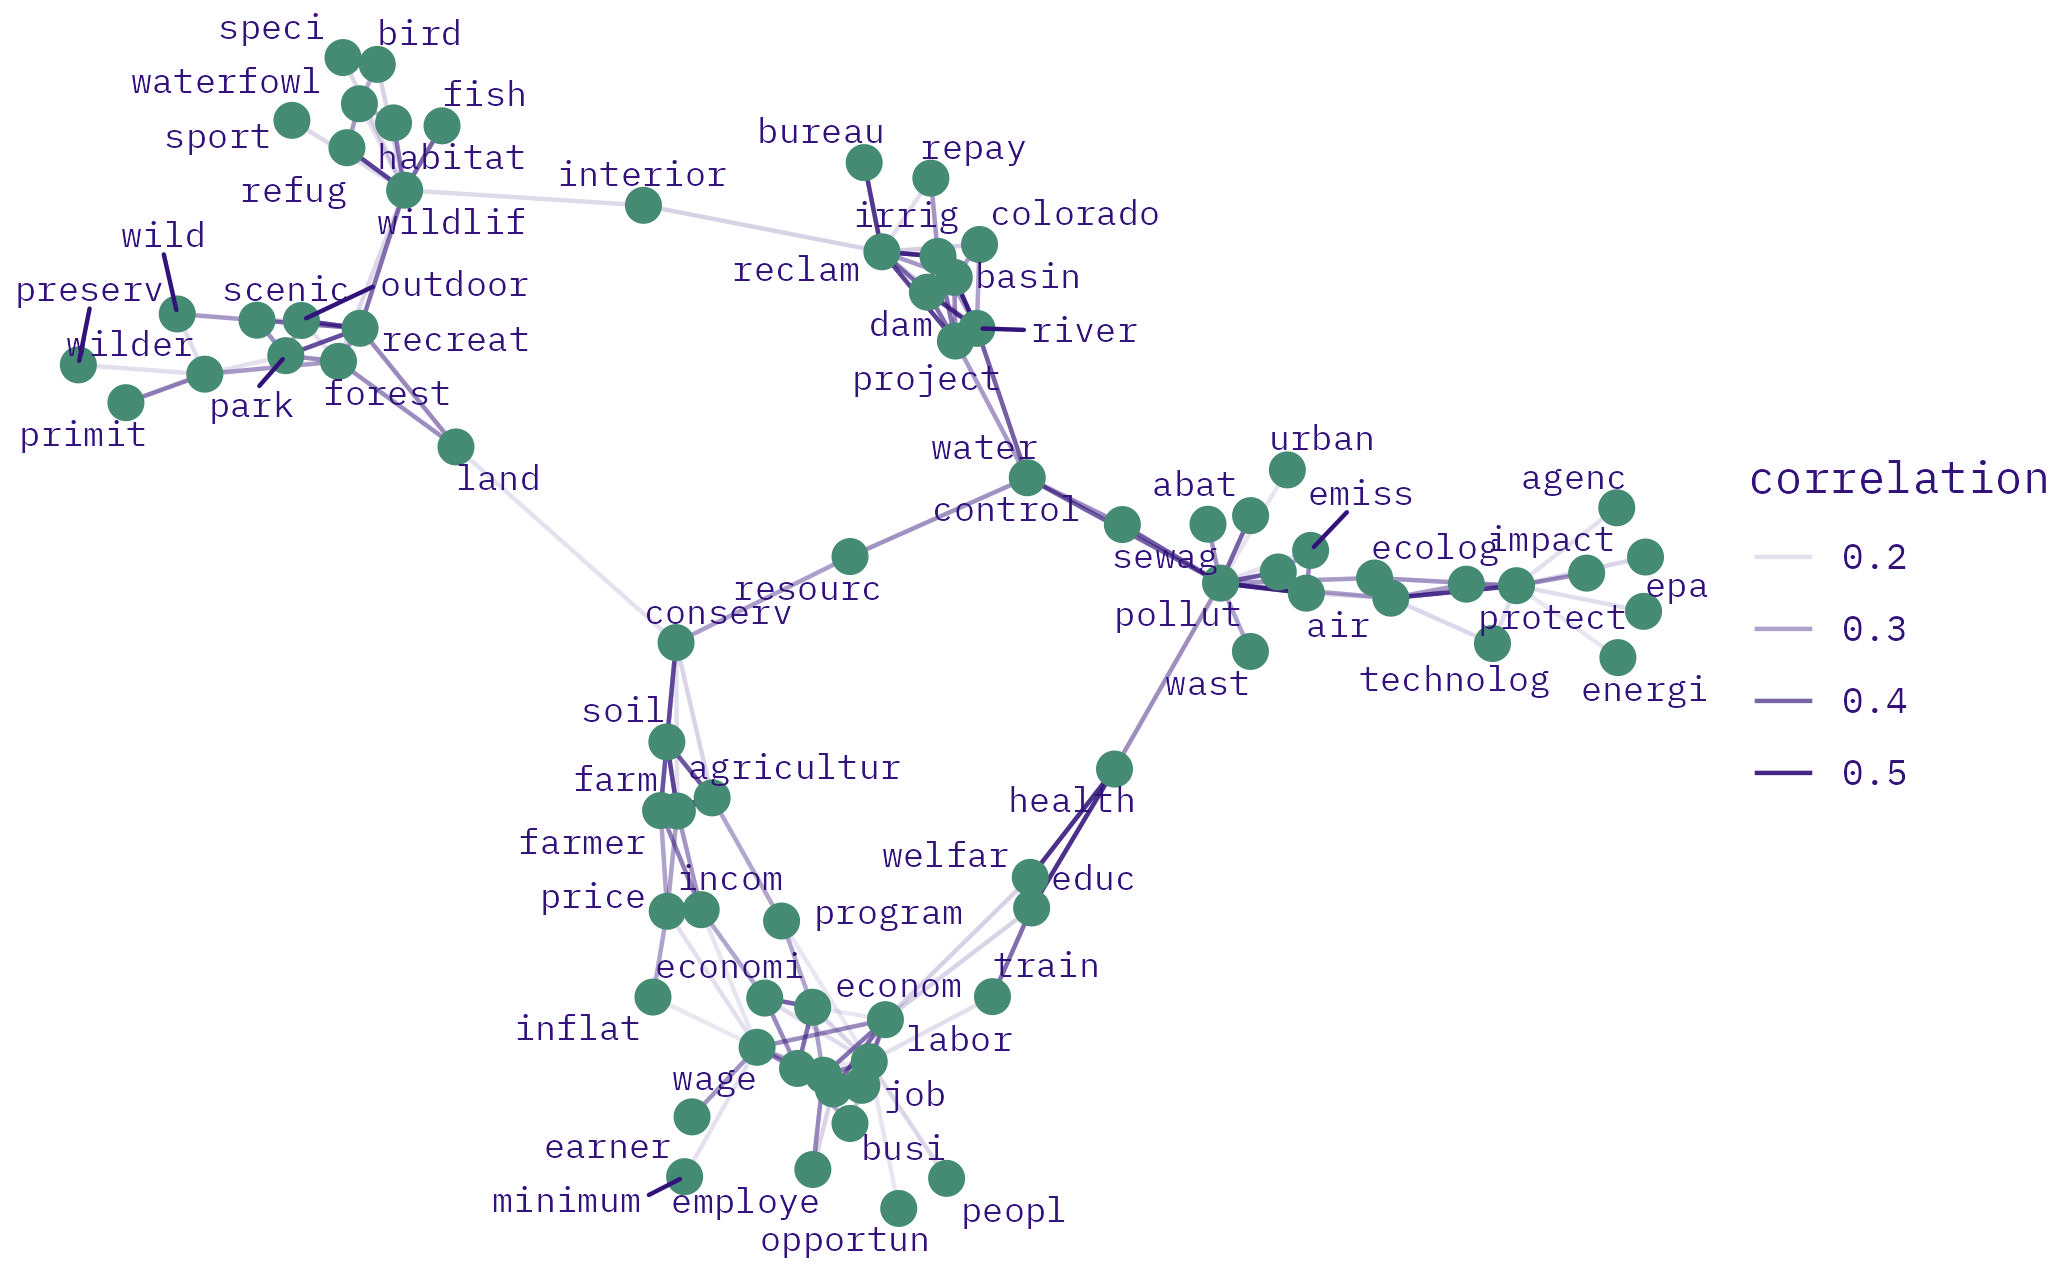 speci
bird
waterfowl
fish
sport
bureau
repay
habitat
interior
refug
irrig
colorado
wildlif
wild
reclam
basin
preserv
scenic
outdoor
dam
river
wilder
recreat
project
park
forest
primit
water
urban
land
abat
emiss
agenc
correlation
control
ecolog
impact
sewag
0.2
resourc
epa
conserv
pollut
air
protect
0.3
wast
technolog
energi
soil
0.4
farm
agricultur
0.5
health
farmer
welfar
incom
educ
price
program
economi
train
econom
inflat
labor
wage
job
earner
busi
minimum
employe
peopl
opportun